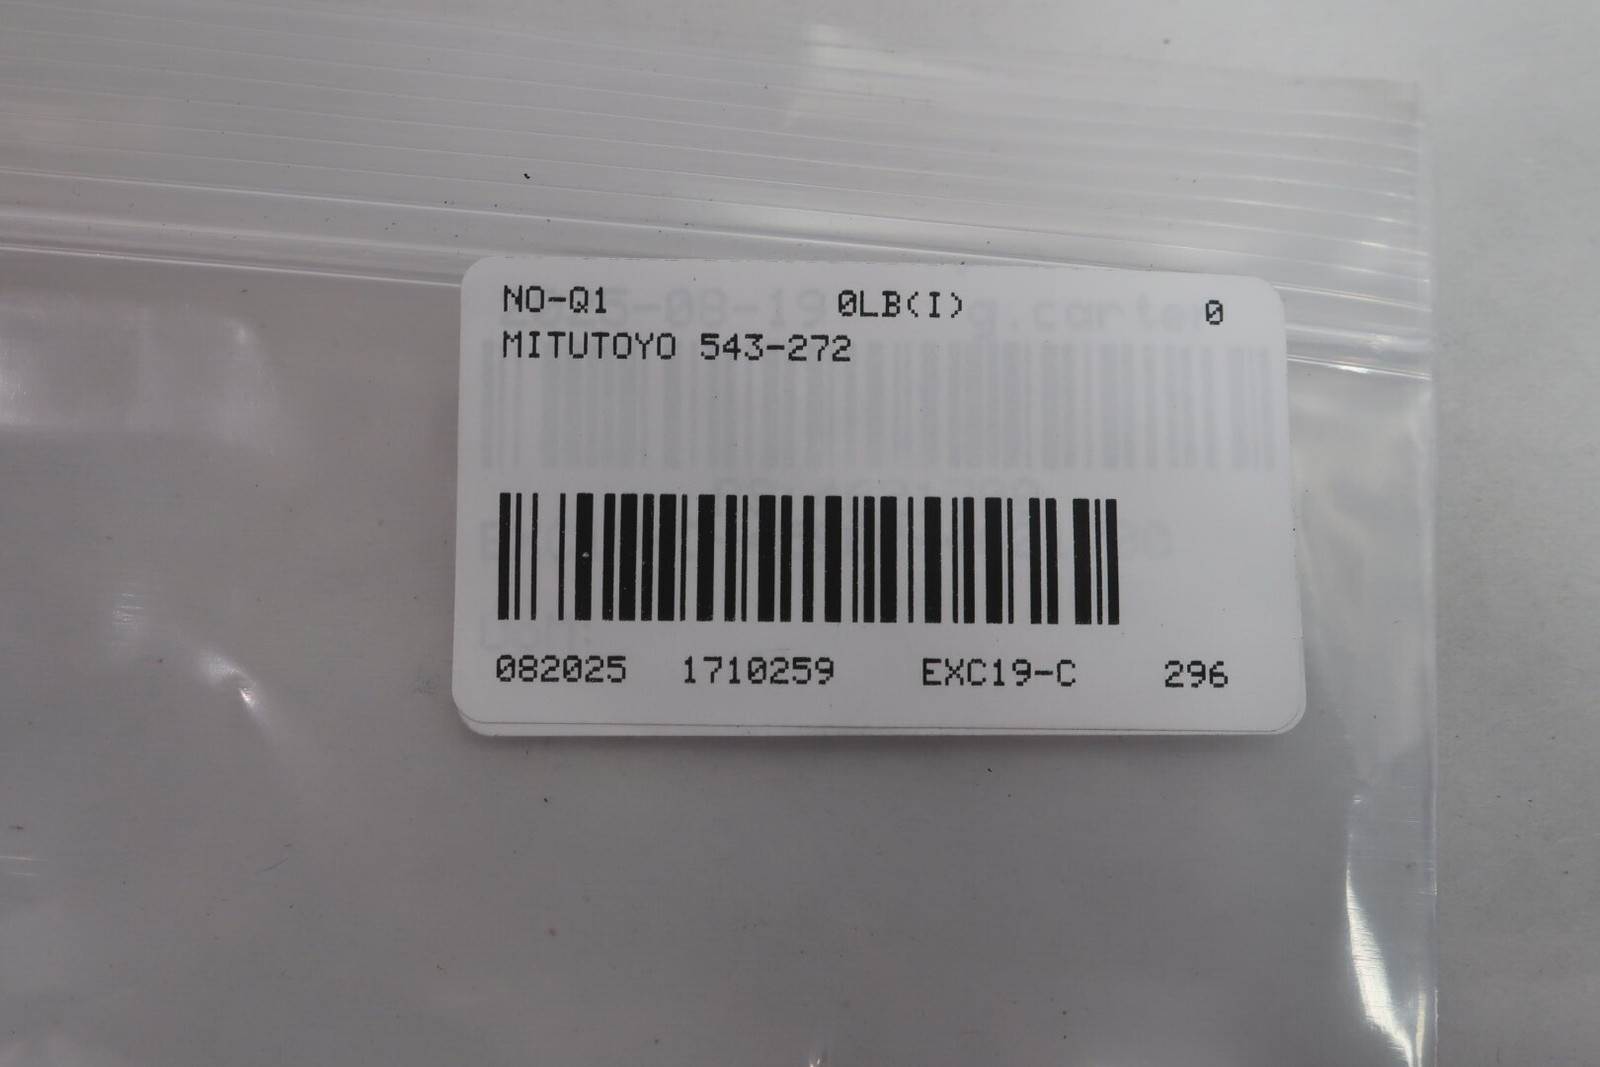 NO-Q1 0LB(I) 0
MITUTOYO 543-272
082025 1710259 EXC19-C 296